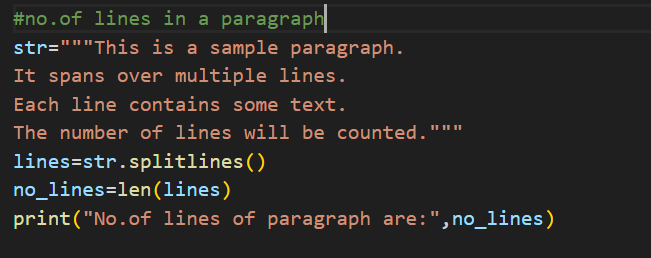 #no.of lines in a paragraph
str="""This is a sample paragraph.
It spans over multiple lines.
Each line contains some text.
The number of lines will be counted."""
lines=str.splitlines()
no_lines=len(lines)
print("No.of lines of paragraph are:",no_lines)